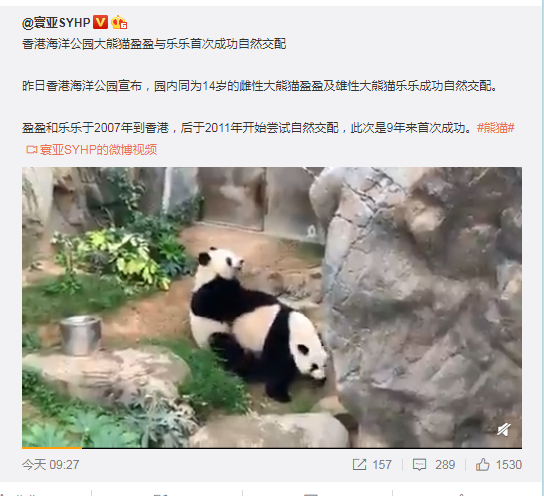 @寰亚SYHP
香港海洋公园大熊猫盈盈与乐乐首次成功自然交配
昨日香港海洋公园宣布，园内同为14岁的雌性大熊猫盈盈及雄性大熊猫乐乐成功自然交配。
盈盈和乐乐于2007年到香港，后于2011年开始尝试自然交配，此次是9年来首次成功。#熊猫#
寰亚SYHP的微博视频
今天 09:27 157 289 1530